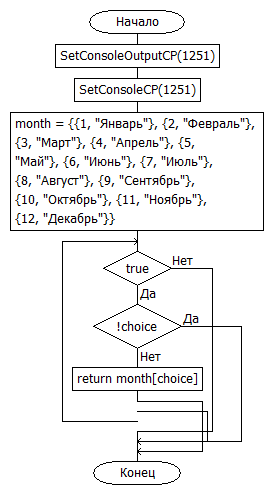 Начало
SetConsoleOutputCP(1251)
SetConsoleCP(1251)
month = {{1, "Январь"}, {2, "Февраль"},
{3, "Март"}, {4, "Апрель"}, {5,
"Май"}, {6, "Июнь"}, {7, "Июль"},
{8, "Август"}, {9, "Сентябрь"},
{10, "Октябрь"}, {11, "Ноябрь"},
{12, "Декабрь"}}
true
Нет
Да
!choice
Да
Нет
return month[choice]
Конец